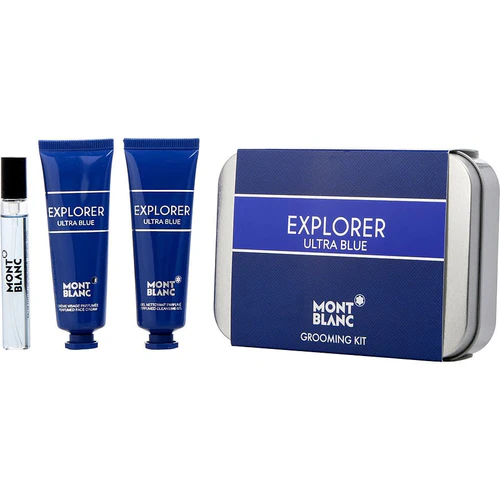 MONT
BLANC
EXPLORER
ULTRA BLUE
MONT
BLANC
CRÈME VISAGE PARFUMÉE
PERFUMED FACE CREAM
EXPLORER
ULTRA BLUE
MONT
BLANC
GEL NETTOYANT PARFUMÉ
PERFUMED CLEANSING GEL
EXPLORER
ULTRA BLUE
MONT
BLANC
GROOMING KIT